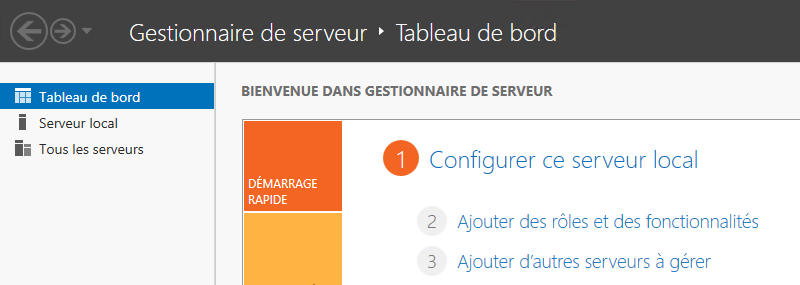 Gestionnaire de serveur ‣ Tableau de bord
Tableau de bord
Serveur local
Tous les serveurs
BIENVENUE DANS GESTIONNAIRE DE SERVEUR
DÉMARRAGE
RAPIDE
1 Configurer ce serveur local
2 Ajouter des rôles et des fonctionnalités
3 Ajouter d'autres serveurs à gérer